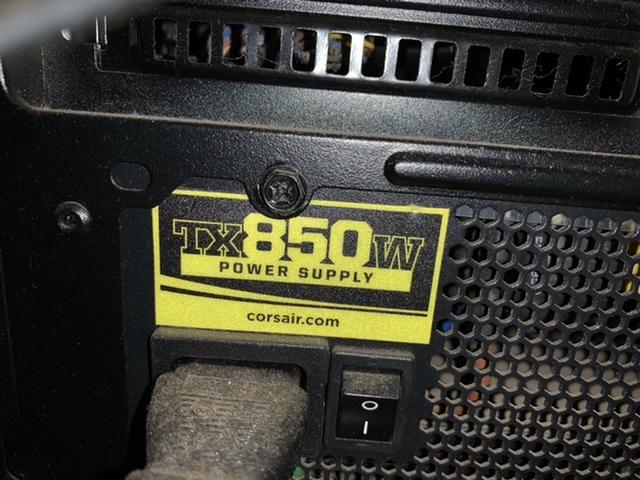 TX850W
POWER SUPPLY
corsair.com
O
I